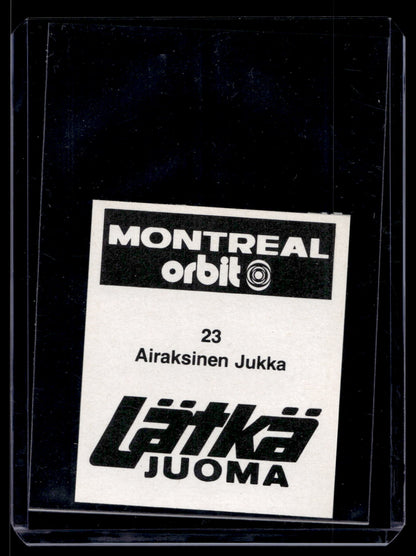 MONTREAL
orbit
23
Airaksinen Jukka
Lätkä
JUOMA